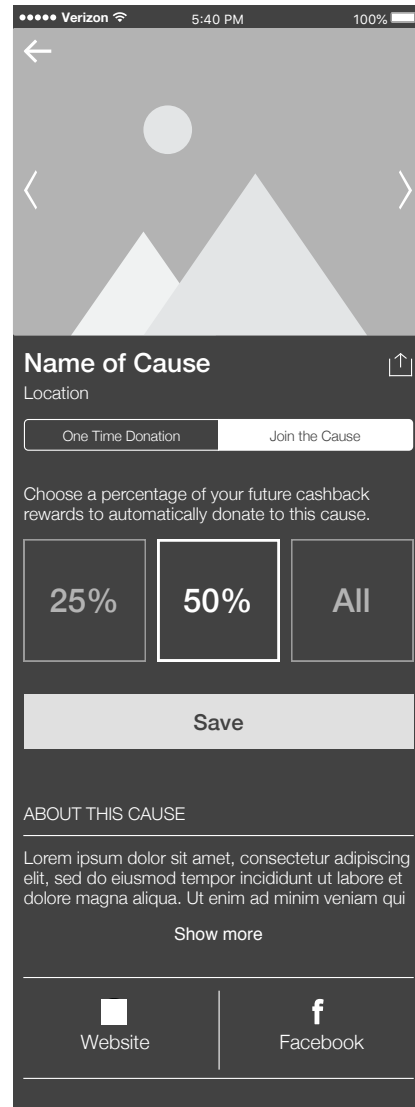 Verizon 5:40 PM 100%
Name of Cause
Location
One Time Donation Join the Cause
Choose a percentage of your future cashback
rewards to automatically donate to this cause.
25% 50% All
Save
ABOUT THIS CAUSE
Lorem ipsum dolor sit amet, consectetur adipiscing
elit, sed do eiusmod tempor incididunt ut labore et
dolore magna aliqua. Ut enim ad minim veniam qui
Show more
f
Website Facebook